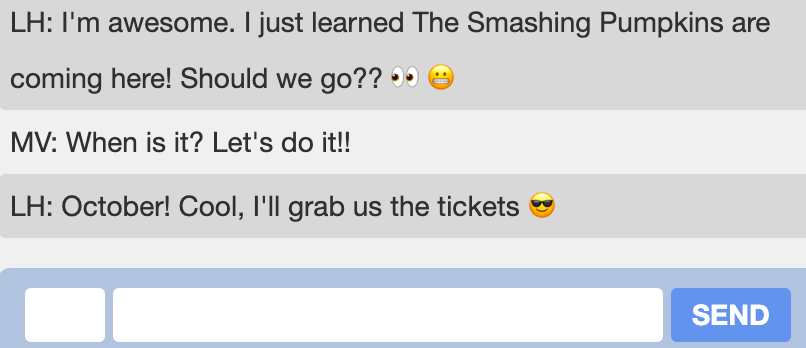 LH: I'm awesome. I just learned The Smashing Pumpkins are
coming here! Should we go?? 👀 😬
MV: When is it? Let's do it!!
LH: October! Cool, I'll grab us the tickets 😎
SEND